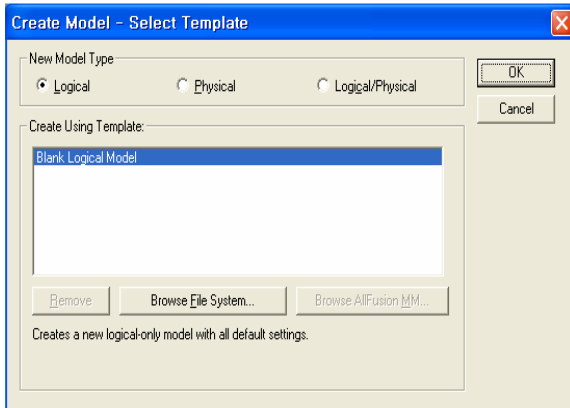 Create Model - Select Template
New Model Type
Logical Physical Logical/Physical
OK
Cancel
Create Using Template:
Blank Logical Model
Remove Browse File System... Browse AllFusion MM...
Creates a new logical-only model with all default settings.